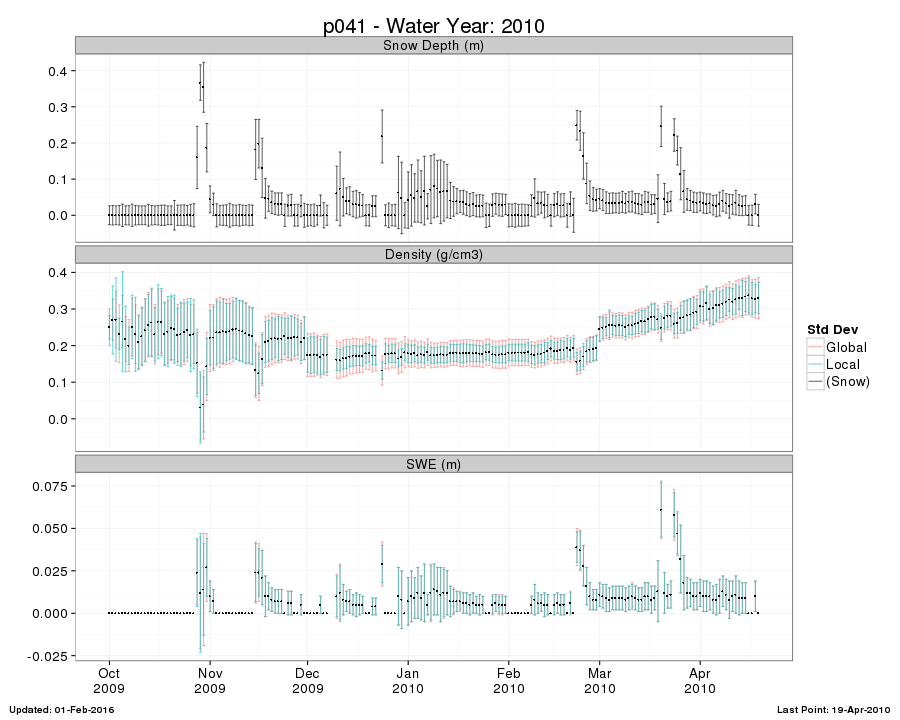 p041 - Water Year: 2010
Snow Depth (m)
0.4
0.3
0.2
0.1
0.0
Density (g/cm3)
0.4
0.3
0.2
0.1
0.0
Std Dev
Global
Local
(Snow)
SWE (m)
0.075
0.050
0.025
0.000
-0.025
Oct Nov Dec Jan Feb Mar Apr
2009 2009 2009 2010 2010 2010 2010
Updated: 01-Feb-2016
Last Point: 19-Apr-2010